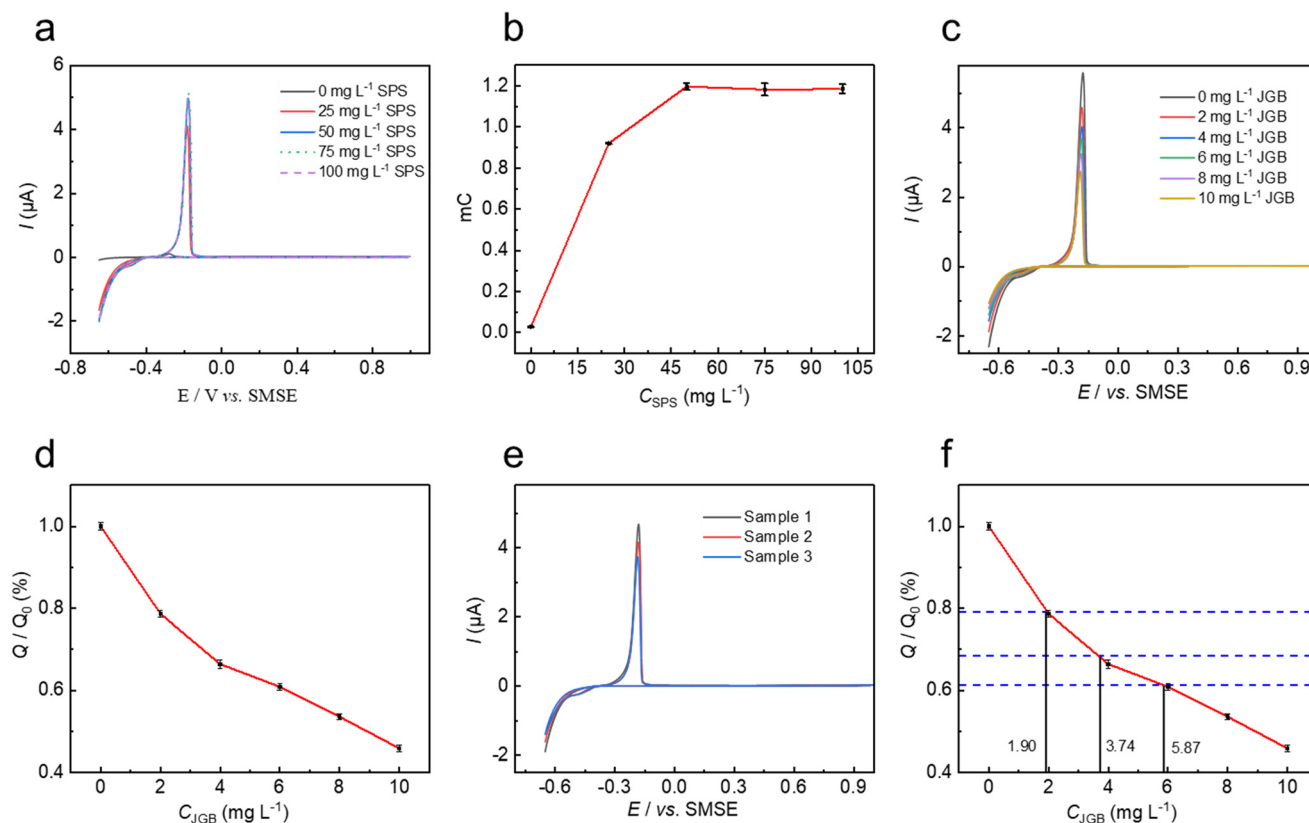 a
6
4
2
0
-2
I (µA)
0 mg L⁻¹ SPS
25 mg L⁻¹ SPS
50 mg L⁻¹ SPS
75 mg L⁻¹ SPS
100 mg L⁻¹ SPS
-0.8 -0.4 0.0 0.4 0.8
E / V vs. SMSE
b
1.2
1.0
0.8
0.6
0.4
0.2
0.0
mC
0 15 30 45 60 75 90 105
C_SPS (mg L⁻¹)
c
4
2
0
-2
I (µA)
0 mg L⁻¹ JGB
2 mg L⁻¹ JGB
4 mg L⁻¹ JGB
6 mg L⁻¹ JGB
8 mg L⁻¹ JGB
10 mg L⁻¹ JGB
-0.6 -0.3 0.0 0.3 0.6 0.9
E / vs. SMSE
d
1.0
0.8
0.6
0.4
Q / Q₀ (%)
0 2 4 6 8 10
C_JGB (mg L⁻¹)
e
4
2
0
-2
I (µA)
Sample 1
Sample 2
Sample 3
-0.6 -0.3 0.0 0.3 0.6 0.9
E / vs. SMSE
f
1.0
0.8
0.6
0.4
Q / Q₀ (%)
1.90 3.74 5.87
0 2 4 6 8 10
C_JGB (mg L⁻¹)